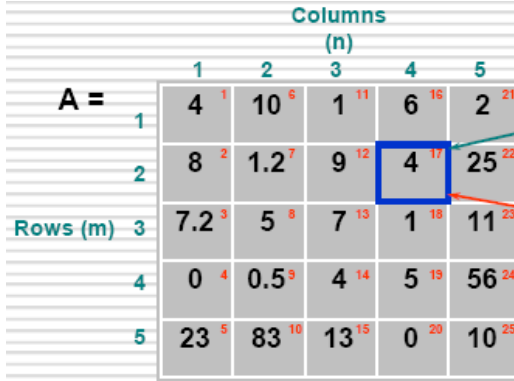 Columns
(n)
1 2 3 4 5
A =
1 4 1 10 6 1 11 6 16 2 21
2 8 2 1.2 7 9 12 4 17 25 22
Rows (m) 3 7.2 3 5 8 7 13 1 18 11 23
4 0 4 0.5 9 4 14 5 19 56 24
5 23 5 83 10 13 15 0 20 10 25